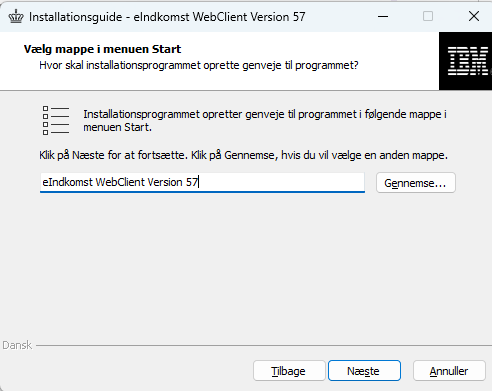 Installationsguide - eIndkomst WebClient Version 57
Vælg mappe i menuen Start
Hvor skal installationsprogrammet oprette genveje til programmet?
IBM
Installationsprogrammet opretter genveje til programmet i følgende mappe i
menuen Start.
Klik på Næste for at fortsætte. Klik på Gennemse, hvis du vil vælge en anden mappe.
eIndkomst WebClient Version 57
Gennemse...
Dansk
Tilbage
Næste
Annuller